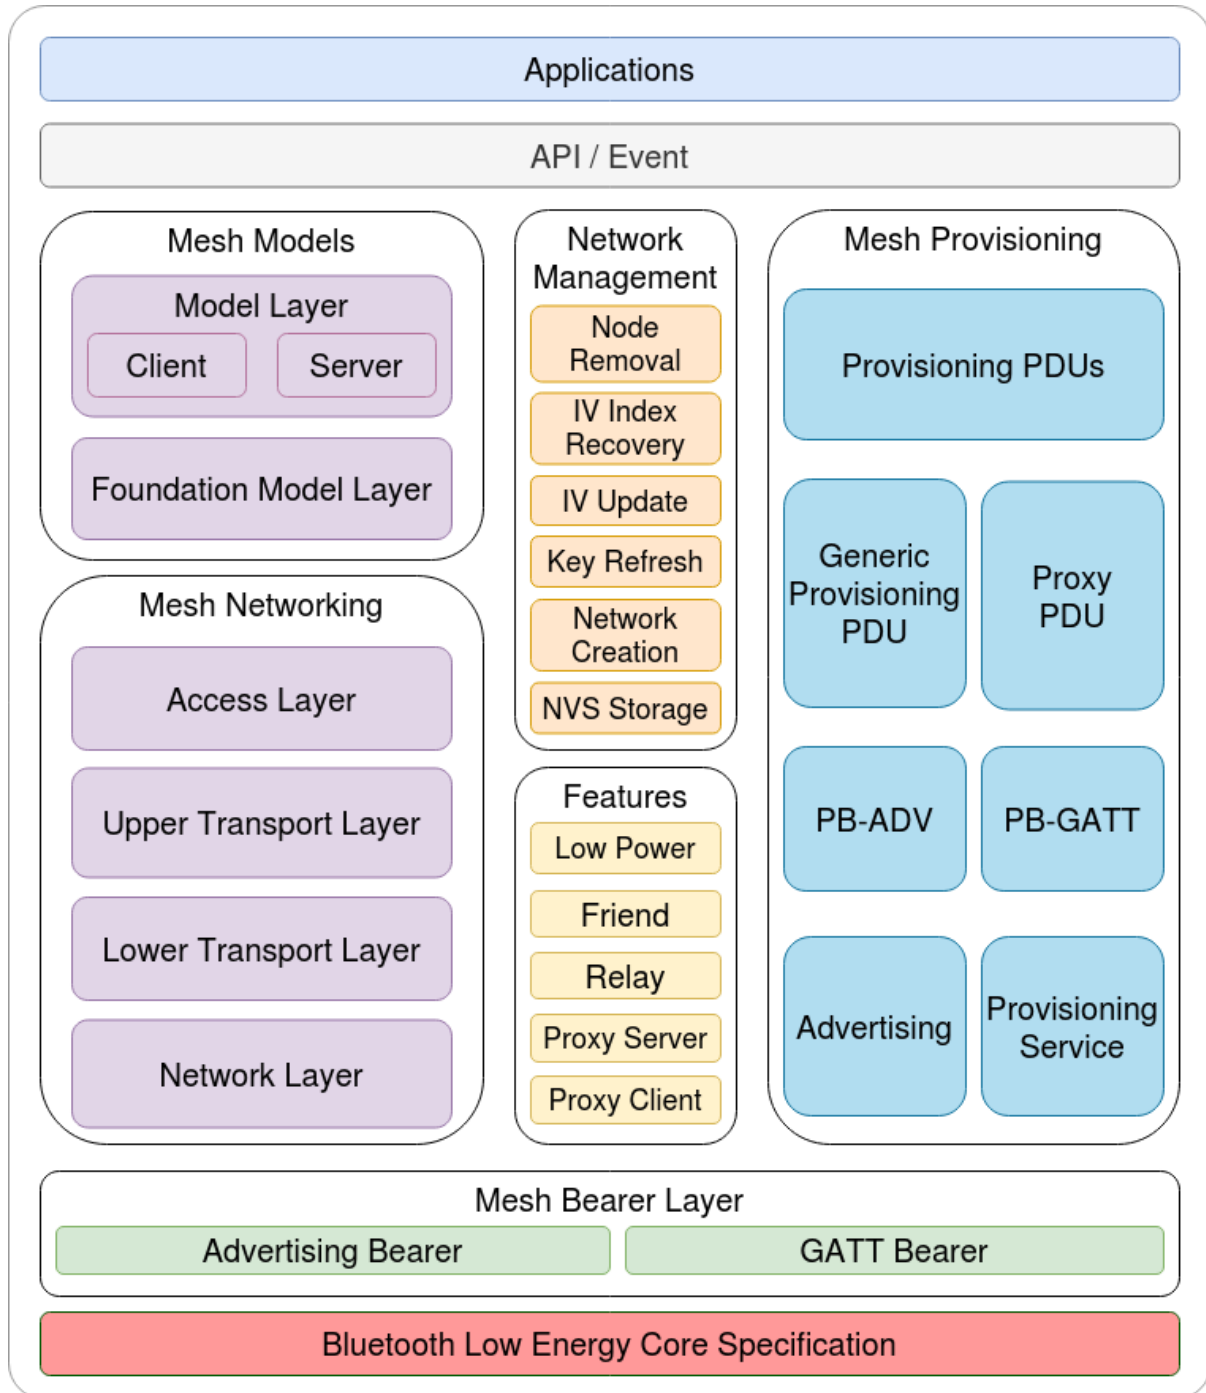 Applications
API / Event
Mesh Models
Model Layer
Client
Server
Foundation Model Layer
Mesh Networking
Access Layer
Upper Transport Layer
Lower Transport Layer
Network Layer
Network
Management
Node
Removal
IV Index
Recovery
IV Update
Key Refresh
Network
Creation
NVS Storage
Features
Low Power
Friend
Relay
Proxy Server
Proxy Client
Mesh Provisioning
Provisioning PDUs
Generic
Provisioning
PDU
Proxy
PDU
PB-ADV
PB-GATT
Advertising
Provisioning
Service
Mesh Bearer Layer
Advertising Bearer
GATT Bearer
Bluetooth Low Energy Core Specification